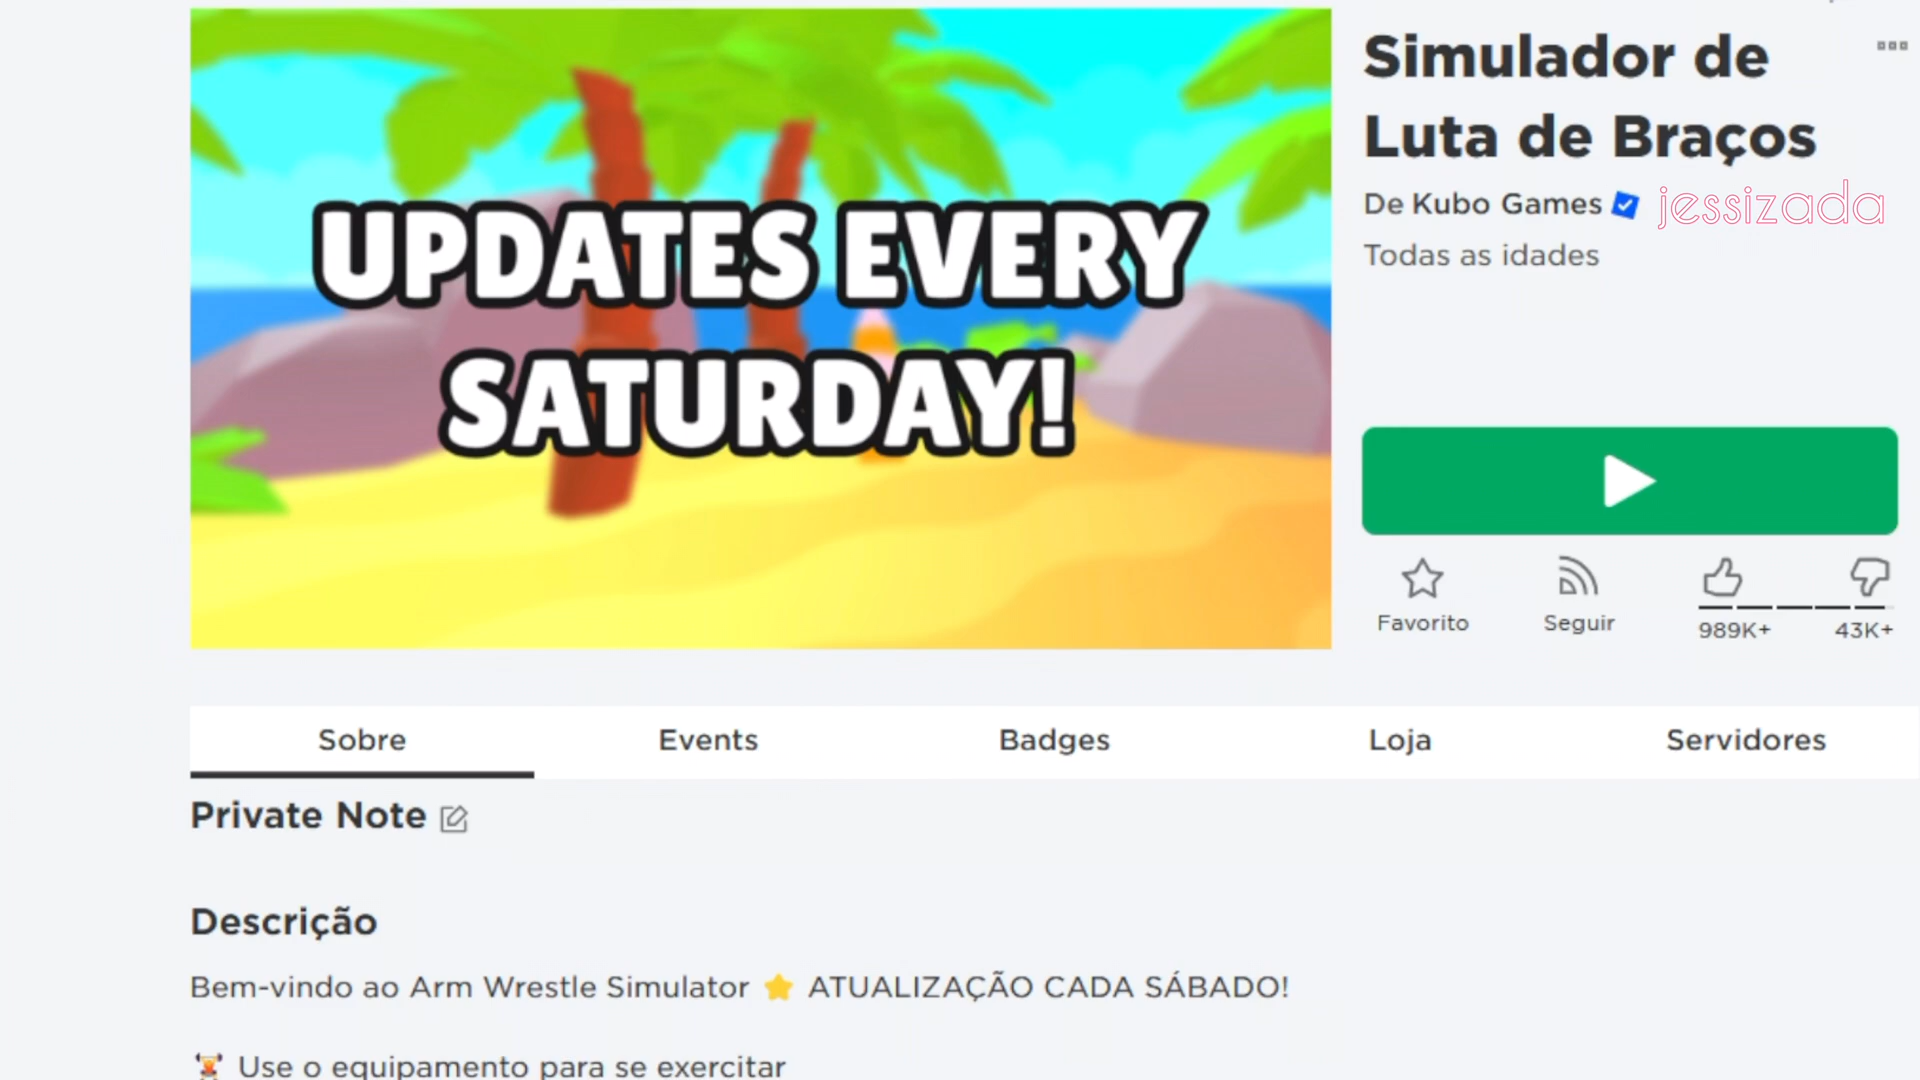 UPDATES EVERY
SATURDAY!
Simulador de
Luta de Braços
De Kubo Games
jessizada
Todas as idades
Favorito
Seguir
989K+
43K+
Sobre
Events
Badges
Loja
Servidores
Private Note
Descrição
Bem-vindo ao Arm Wrestle Simulator ⭐ ATUALIZAÇÃO CADA SÁBADO!
🏋️ Use o equipamento para se exercitar